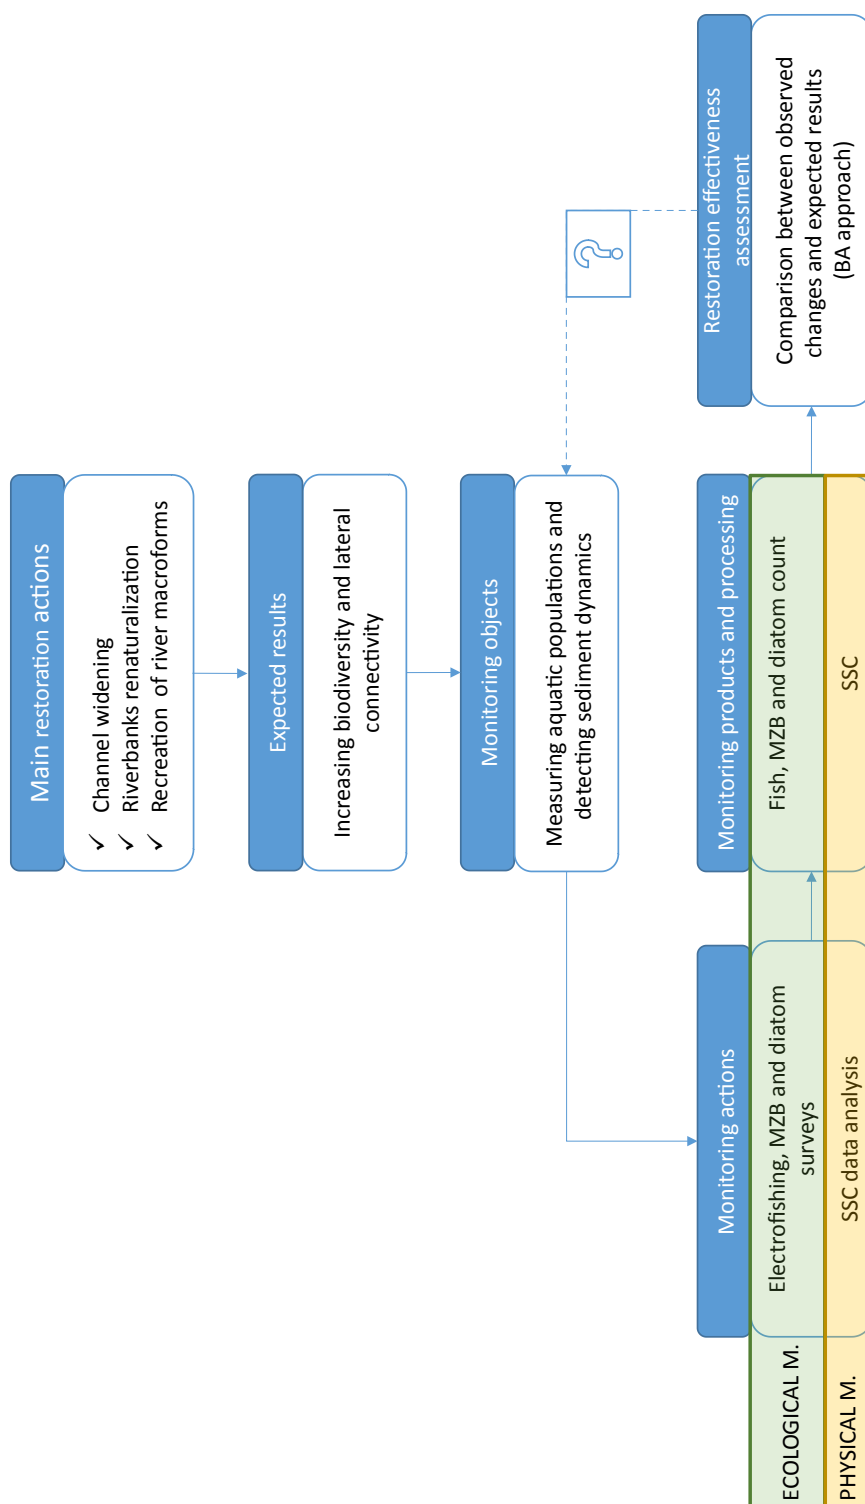 Main restoration actions
✓ Channel widening
✓ Riverbanks renaturalization
✓ Recreation of river macroforms
Expected results
Increasing biodiversity and lateral
connectivity
Monitoring objects
Measuring aquatic populations and
detecting sediment dynamics
?
Monitoring actions
Electrofishing, MZB and diatom
surveys
SSC data analysis
Monitoring products and processing
Fish, MZB and diatom count
SSC
Restoration effectiveness
assessment
Comparison between observed
changes and expected results
(BA approach)
ECOLOGICAL M.
PHYSICAL M.